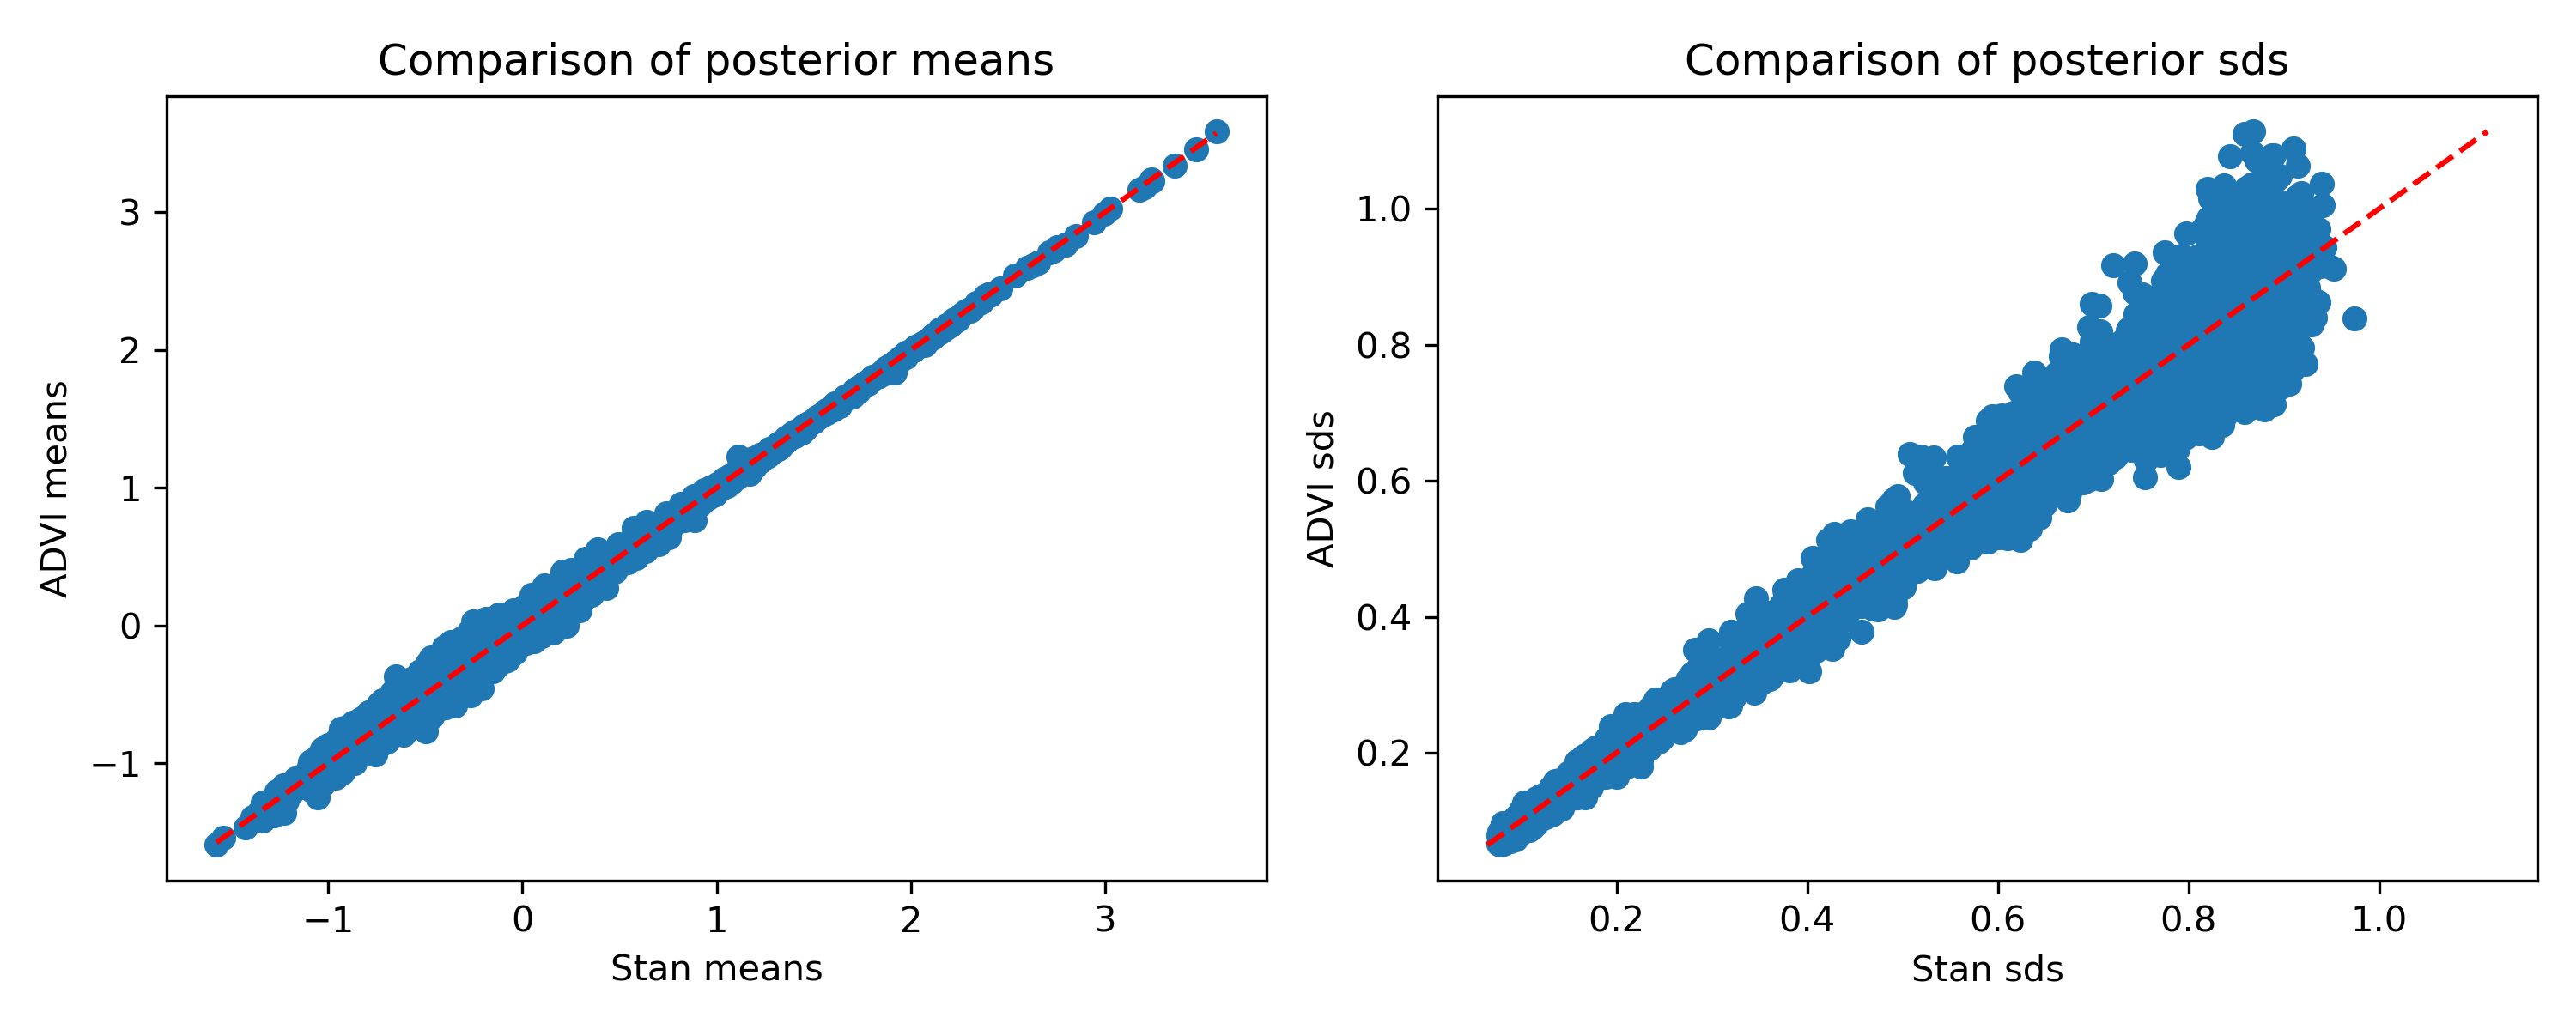 Comparison of posterior means
3
2
1
0
−1
ADVI means
−1 0 1 2 3
Stan means
Comparison of posterior sds
1.0
0.8
0.6
0.4
0.2
ADVI sds
0.2 0.4 0.6 0.8 1.0
Stan sds